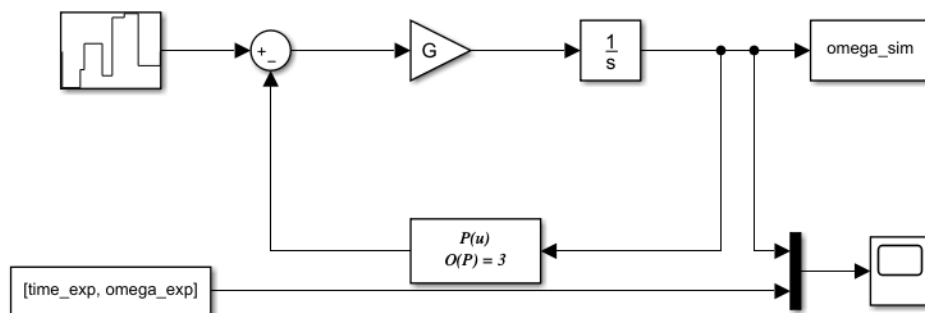 +
−
G
1
s
omega_sim
P(u)
O(P) = 3
[time_exp, omega_exp]